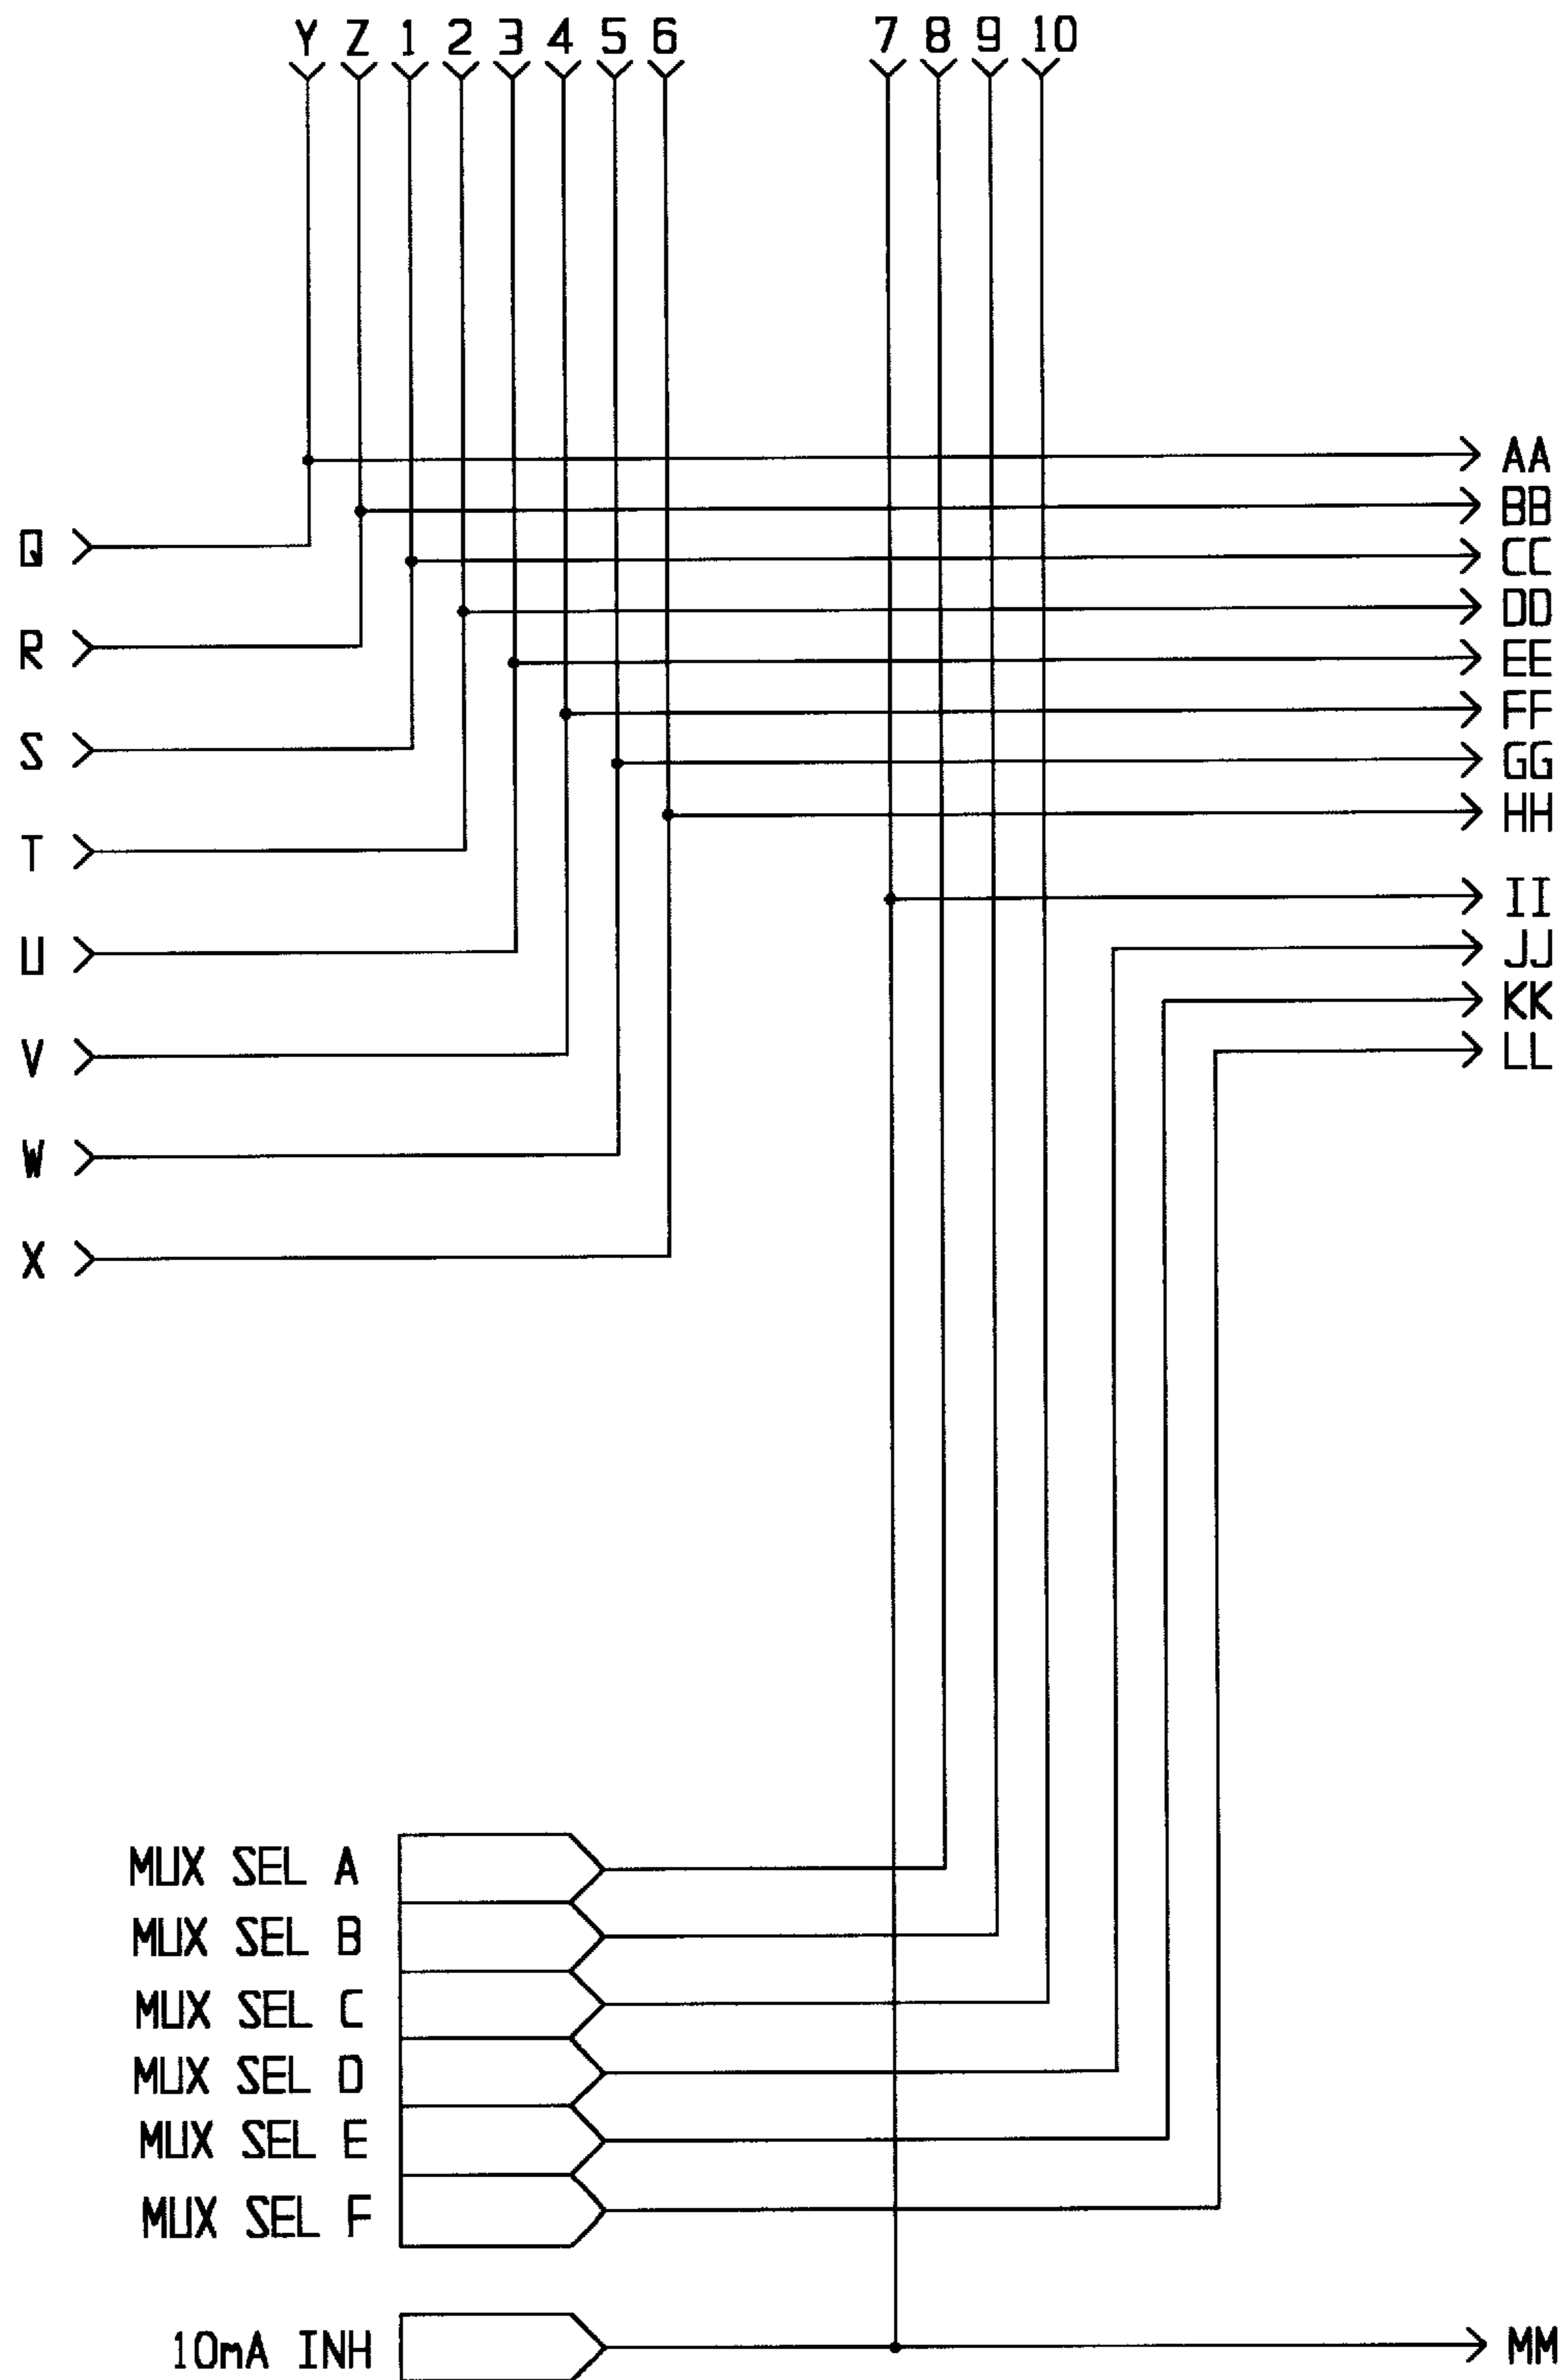 Y Z 1 2 3 4 5 6 7 8 9 10
AA
BB
Q
CC
DD
R
EE
FF
S
GG
HH
T
II
U
JJ
KK
V
LL
W
X
MUX SEL A
MUX SEL B
MUX SEL C
MUX SEL D
MUX SEL E
MUX SEL F
10mA INH
MM